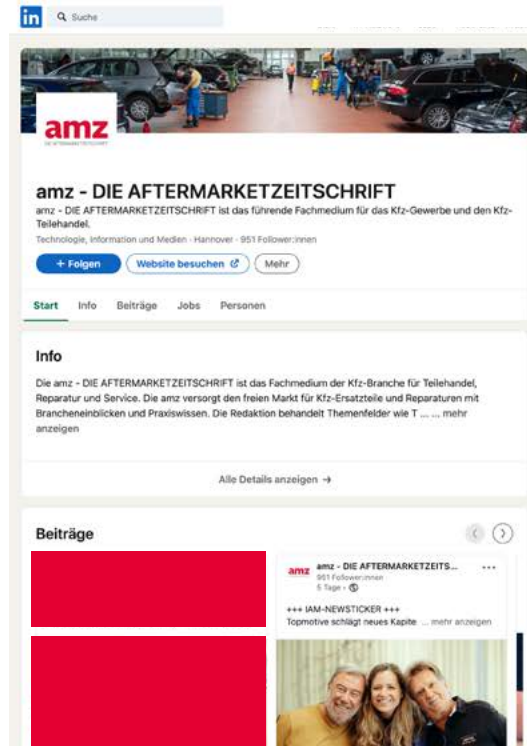 in
Suche
amz
DIE AFTERMARKETZEITSCHRIFT
amz - DIE AFTERMARKETZEITSCHRIFT
amz - DIE AFTERMARKETZEITSCHRIFT ist das führende Fachmedium für das Kfz-Gewerbe und den Kfz-
Teilehandel.
Technologie, Information und Medien · Hannover · 951 Follower:innen
+ Folgen
Website besuchen
Mehr
Start Info Beiträge Jobs Personen
Info
Die amz - DIE AFTERMARKETZEITSCHRIFT ist das Fachmedium der Kfz-Branche für Teilehandel,
Reparatur und Service. Die amz versorgt den freien Markt für Kfz-Ersatzteile und Reparaturen mit
Brancheneinblicken und Praxiswissen. Die Redaktion behandelt Themenfelder wie T ... ... mehr
anzeigen
Alle Details anzeigen →
Beiträge
amz
amz - DIE AFTERMARKETZEITS... ...
951 Follower:innen
5 Tage ·
+++ IAM-NEWSTICKER +++
Topmotive schlägt neues Kapite ... mehr anzeigen